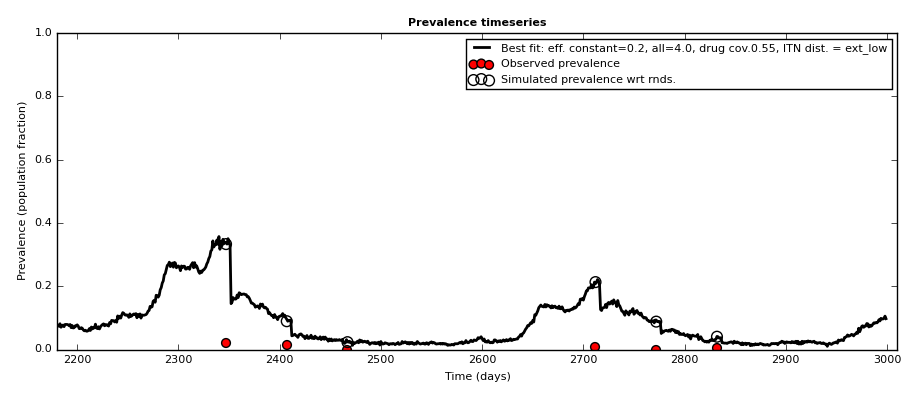 Prevalence timeseries
1.0
0.8
0.6
0.4
0.2
0.0
Prevalence (population fraction)
Best fit: eff. constant=0.2, all=4.0, drug cov.0.55, ITN dist. = ext_low
Observed prevalence
Simulated prevalence wrt rnds.
2200 2300 2400 2500 2600 2700 2800 2900 3000
Time (days)